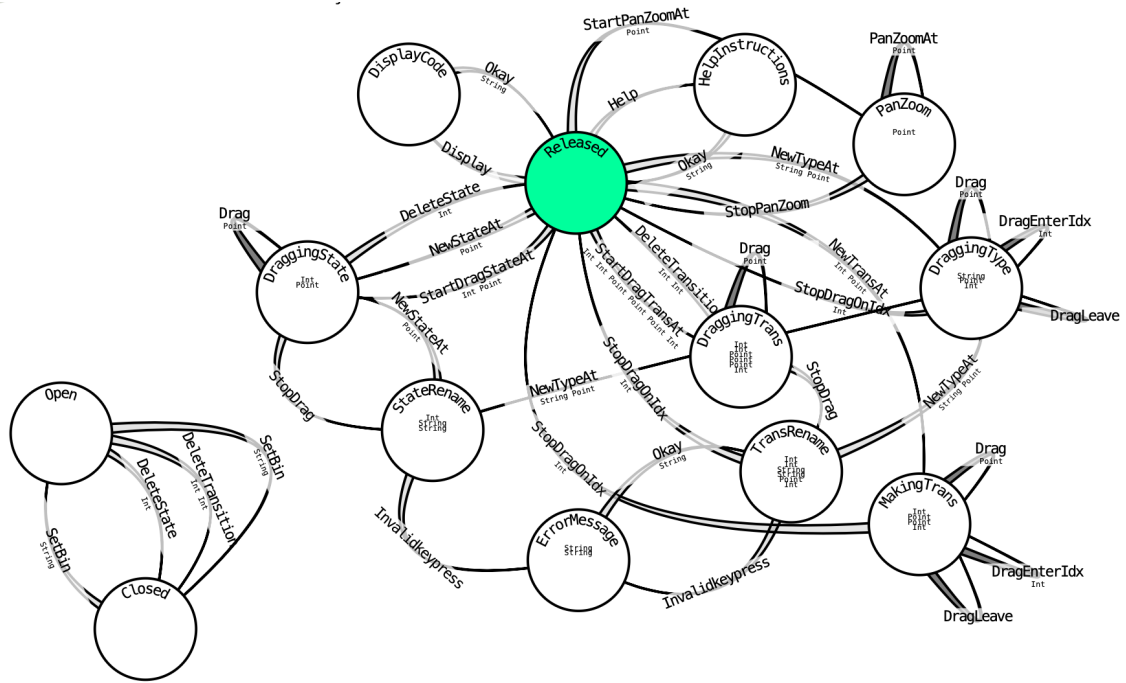 StartPanZoomAt
Point
PanZoomAt
Point
DisplayCode
Okay
String
HelpInstructions
Help
PanZoom
Point
Released
Display
Okay
String
NewTypeAt
String Point
StopPanZoom
Drag
Point
DeleteState
Int
Drag
Point
DragEnterIdx
Int
NewStateAt
Point
DraggingState
Int
Point
StartDragStateAt
Int Point
StartDragTransAt
Int Int Point Point Point Int
DeleteTransition
Int Int
Drag
Point
NewTransAt
Int Point
DraggingType
String
Point
Int
StopDragOnIdx
DragLeave
NewStateAt
Point
DraggingTrans
Int
Int
Point
Point
Point
Int
StopDrag
StateRename
Int
String
String
NewTypeAt
String Point
StopDragOnIdx
Int
StopDrag
NewTypeAt
String Point
Open
SetBin
String
DeleteTransition
Int Int
DeleteState
Int
StopDragOnIdx
Int
Okay
String
TransRename
Int
Int
String
String
Point
Int
Drag
Point
MakingTrans
Int
Point
Point
Int
SetBin
String
Invalidkeypress
ErrorMessage
String
String
Invalidkeypress
DragEnterIdx
Int
Closed
DragLeave